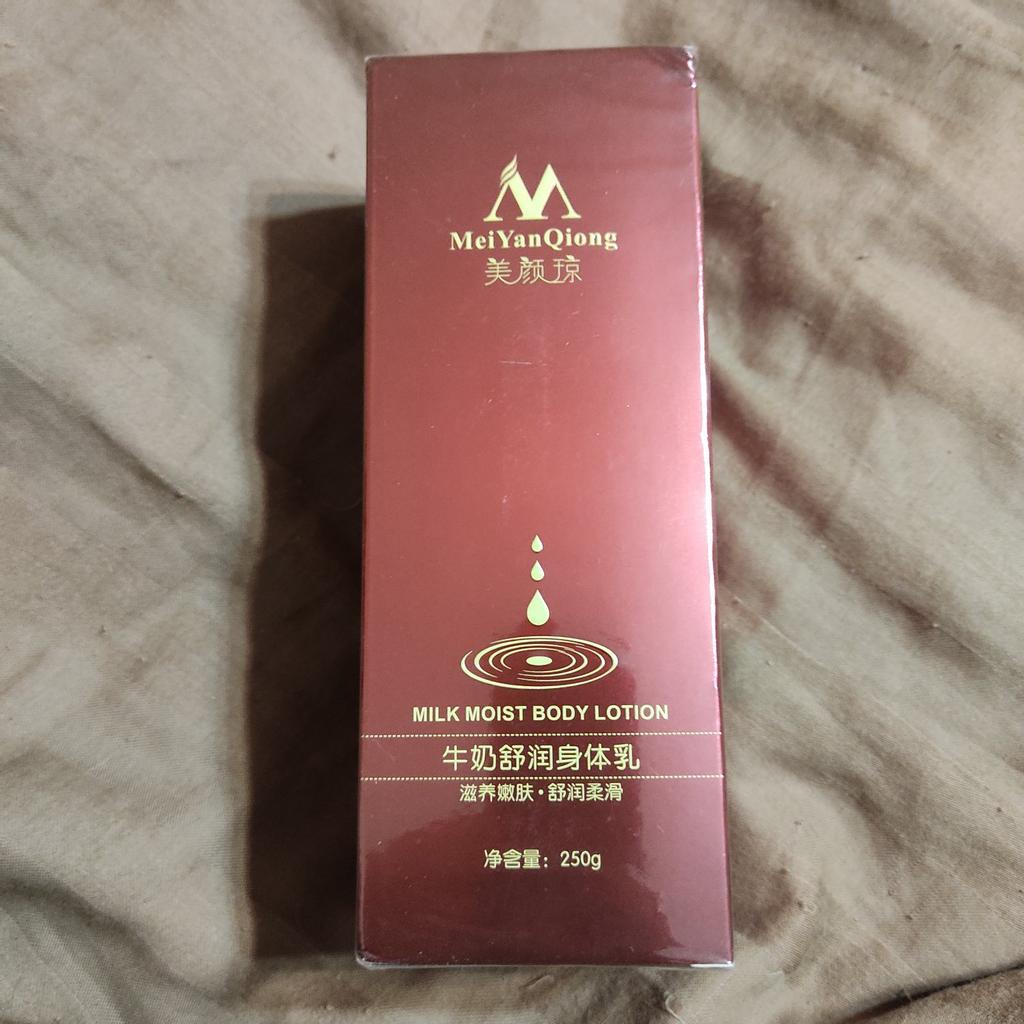 MeiYanQiong
美颜琼
MILK MOIST BODY LOTION
牛奶舒润身体乳
滋养嫩肤·舒润柔滑
净含量：250g